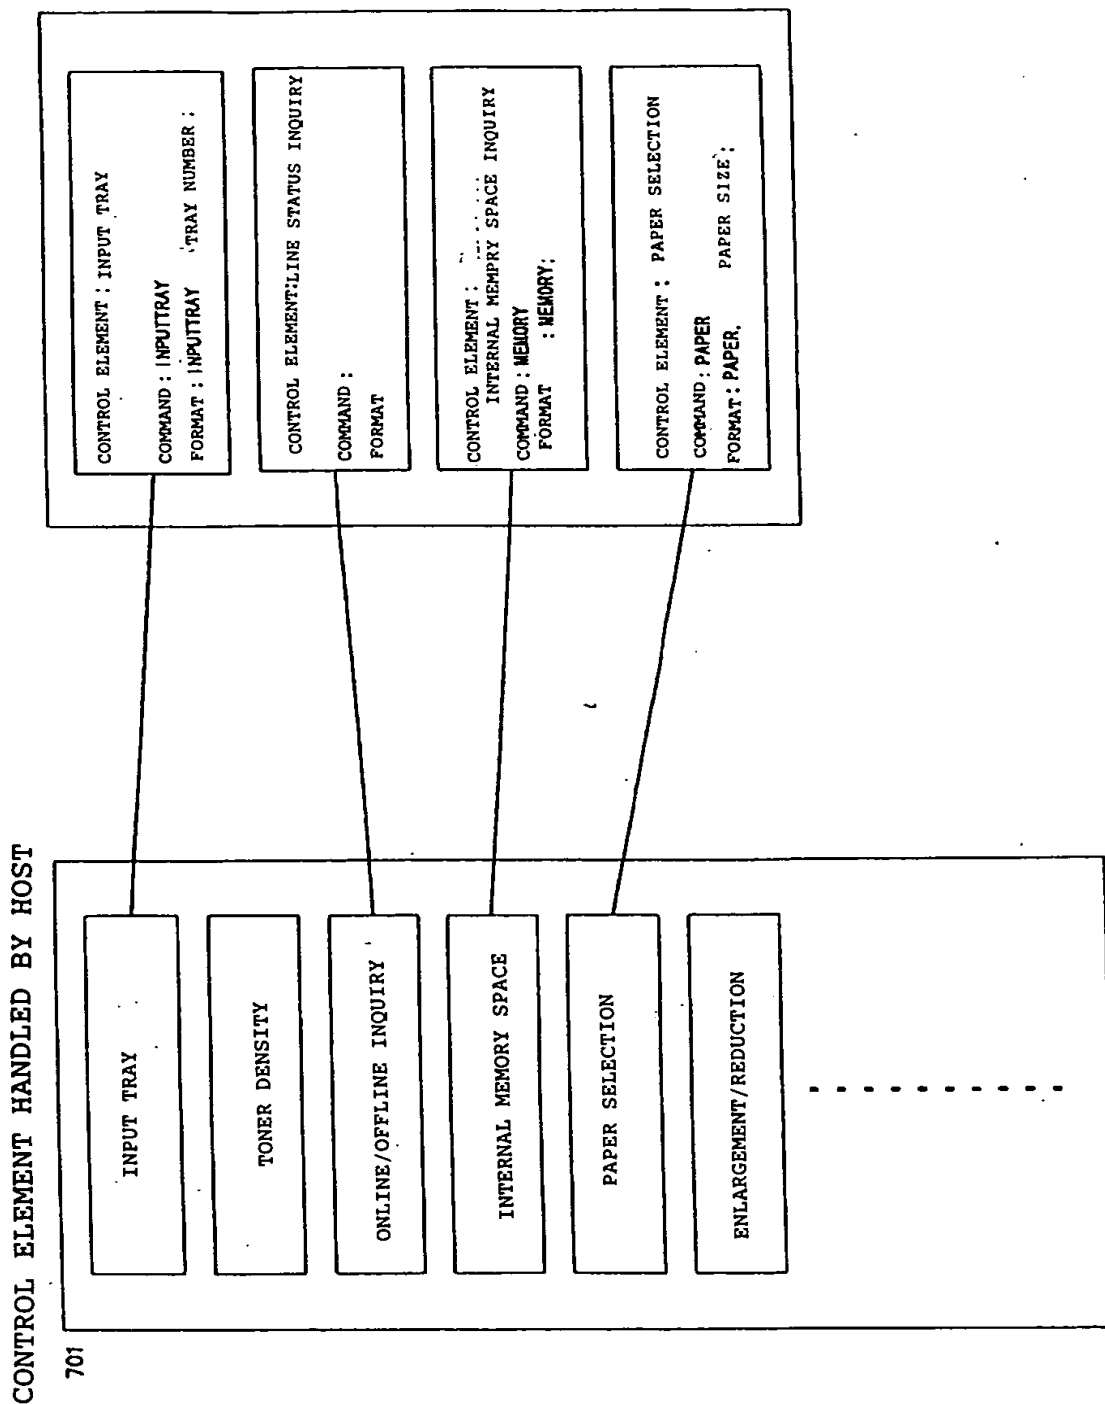 CONTROL ELEMENT HANDLED BY HOST
701
INPUT TRAY
TONER DENSITY
ONLINE/OFFLINE INQUIRY
INTERNAL MEMORY SPACE
PAPER SELECTION
ENLARGEMENT/REDUCTION
CONTROL ELEMENT : INPUT TRAY
COMMAND : INPUTTRAY
FORMAT : INPUTTRAY TRAY NUMBER ;
CONTROL ELEMENT:LINE STATUS INQUIRY
COMMAND :
FORMAT
CONTROL ELEMENT :
INTERNAL MEMPRY SPACE INQUIRY
COMMAND : MEMORY
FORMAT : MEMORY;
CONTROL ELEMENT : PAPER SELECTION
COMMAND : PAPER
FORMAT : PAPER. PAPER SIZE ;